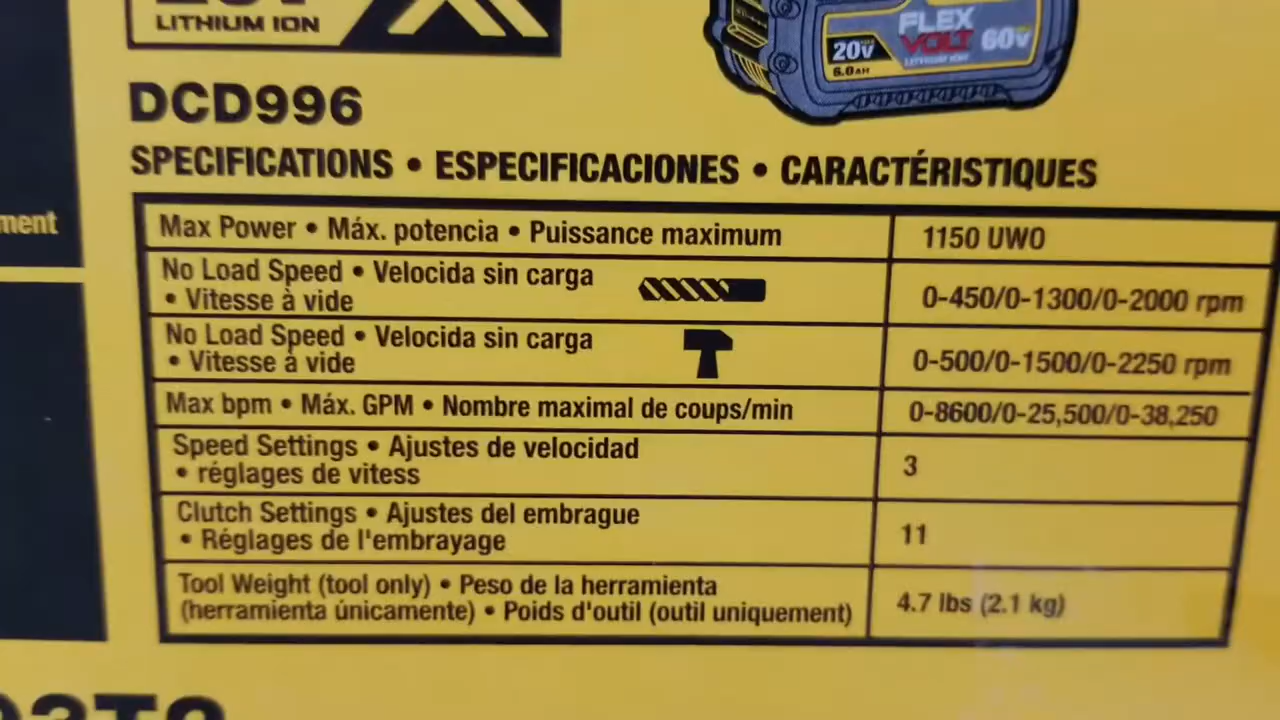 LITHIUM ION
FLEX
VOLT
20V
60V
LITHIUM ION
6.0AH
DCD996
SPECIFICATIONS • ESPECIFICACIONES • CARACTÉRISTIQUES
ment
Max Power • Máx. potencia • Puissance maximum 1150 UWO
No Load Speed • Velocida sin carga
• Vitesse à vide 0-450/0-1300/0-2000 rpm
No Load Speed • Velocida sin carga
• Vitesse à vide 0-500/0-1500/0-2250 rpm
Max bpm • Máx. GPM • Nombre maximal de coups/min 0-8600/0-25,500/0-38,250
Speed Settings • Ajustes de velocidad
• réglages de vitess 3
Clutch Settings • Ajustes del embrague
• Réglages de l'embrayage 11
Tool Weight (tool only) • Peso de la herramienta
(herramienta únicamente) • Poids d'outil (outil uniquement) 4.7 lbs (2.1 kg)